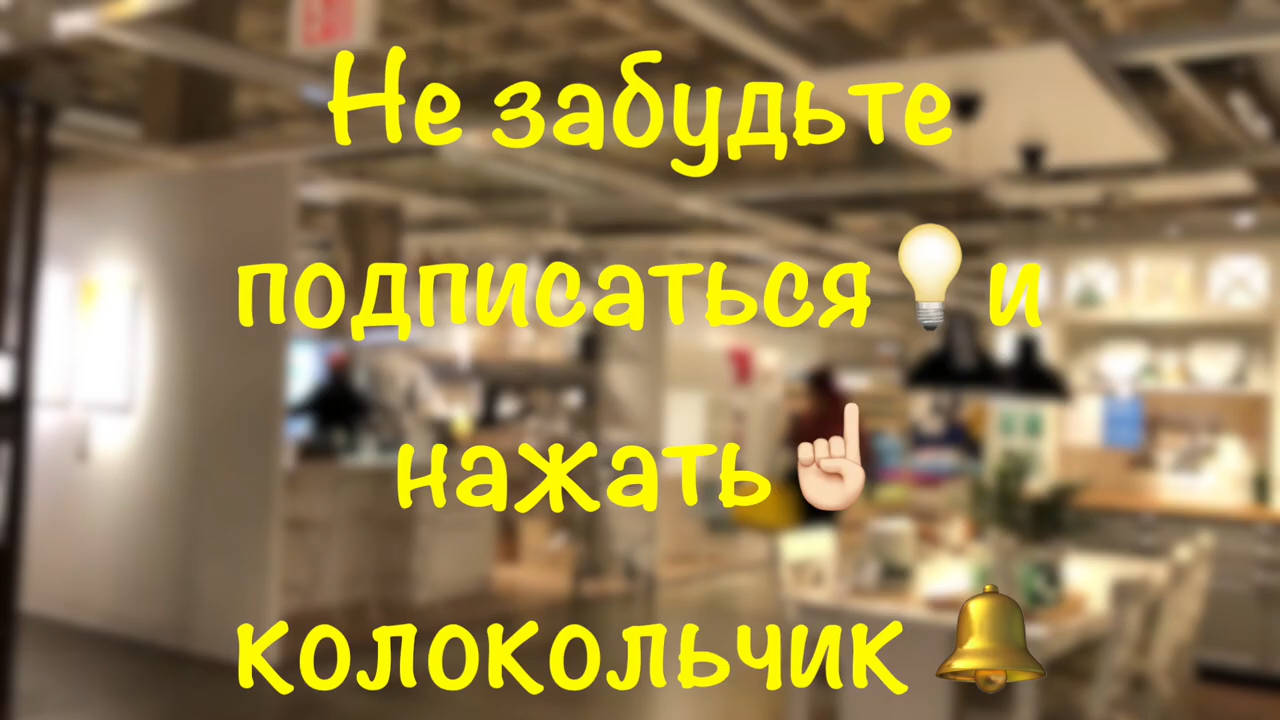 Не забудьте
подписаться💡и
нажать☝🏻
колокольчик🔔